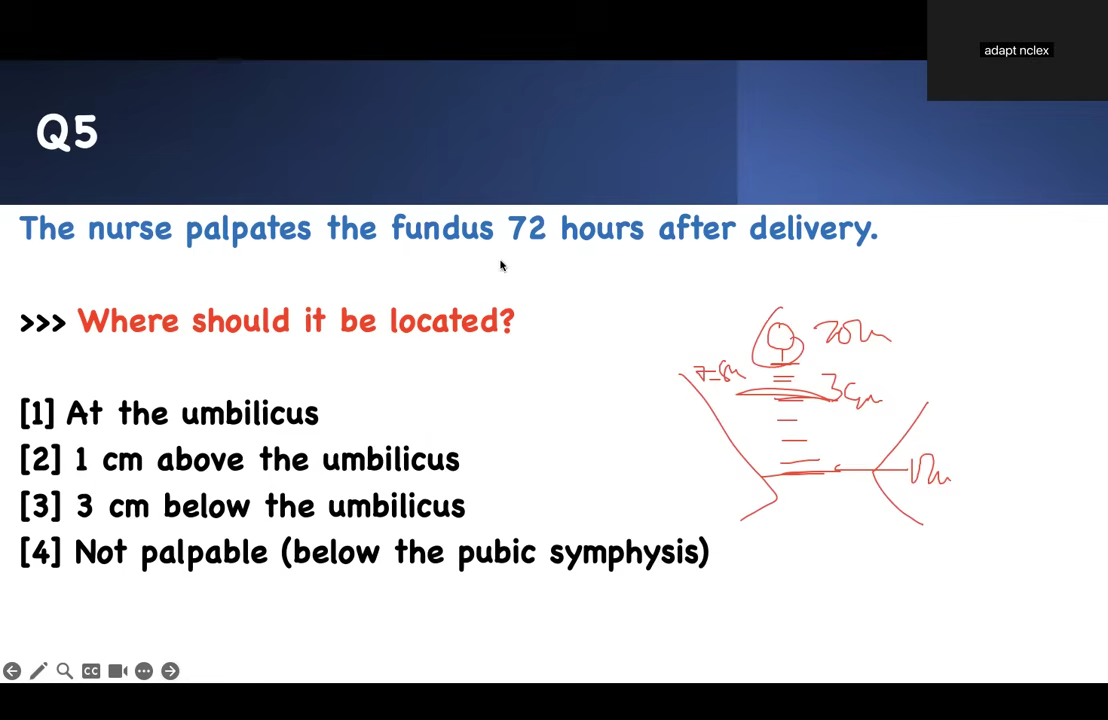 adapt nclex
Q5
The nurse palpates the fundus 72 hours after delivery.
>>> Where should it be located?
[1] At the umbilicus
[2] 1 cm above the umbilicus
[3] 3 cm below the umbilicus
[4] Not palpable (below the pubic symphysis)
3cm
CC